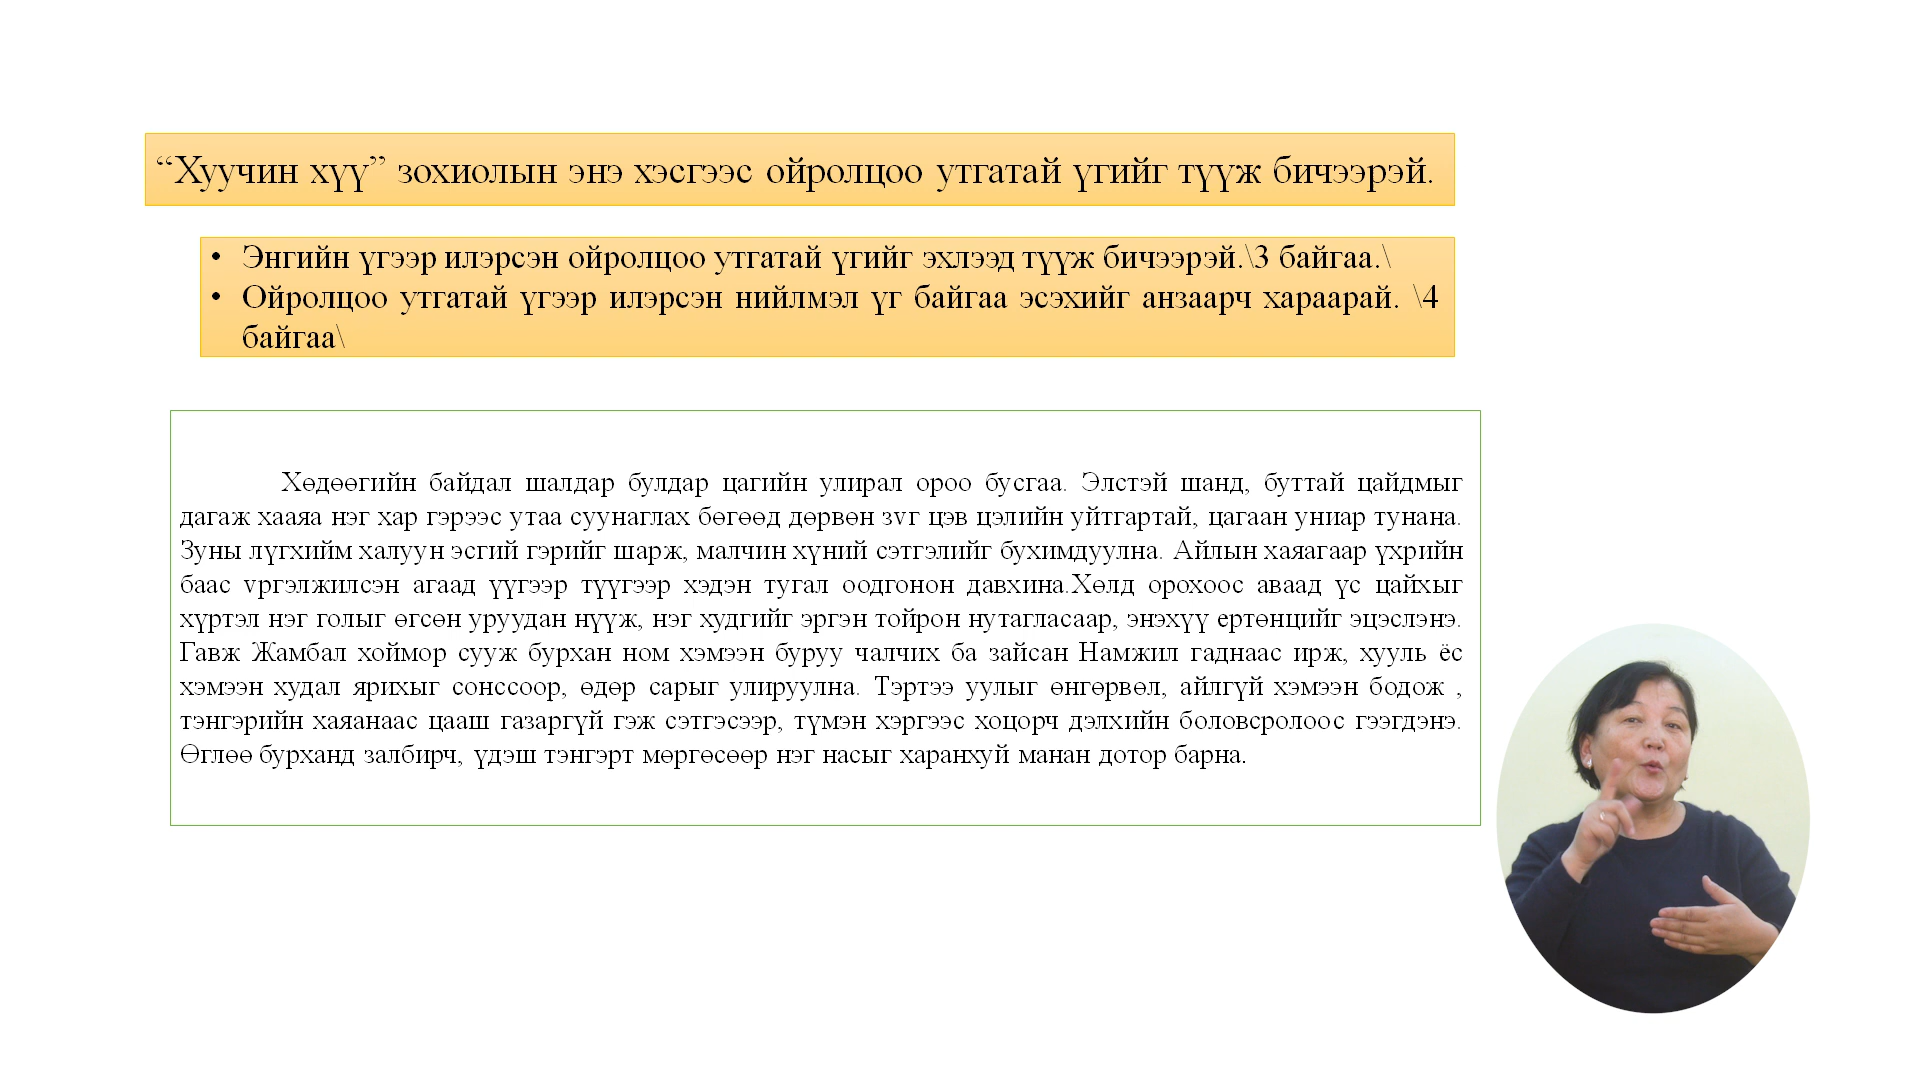 “Хуучин хүү” зохиолын энэ хэсгээс ойролцоо утгатай үгийг түүж бичээрэй.
• Энгийн үгээр илэрсэн ойролцоо утгатай үгийг эхлээд түүж бичээрэй.\3 байгаа.\
• Ойролцоо утгатай үгээр илэрсэн нийлмэл үг байгаа эсэхийг анзаарч хараарай. \4
байгаа\
Хөдөөгийн байдал шалдар булдар цагийн улирал ороо бусгаа. Элстэй шанд, буттай цайдмыг
дагаж хааяа нэг хар гэрээс утаа суунаглах бөгөөд дөрвөн зvг цэв цэлийн уйтгартай, цагаан униар тунана.
Зуны лүгхийм халуун эсгий гэрийг шарж, малчин хүний сэтгэлийг бухимдуулна. Айлын хаяагаар үхрийн
баас vргэлжилсэн агаад үүгээр түүгээр хэдэн тугал оодгонон давхина.Хөлд орохоос аваад үс цайхыг
хүртэл нэг голыг өгсөн уруудан нүүж, нэг худгийг эргэн тойрон нутагласаар, энэхүү ертөнцийг эцэслэнэ.
Гавж Жамбал хоймор сууж бурхан ном хэмээн буруу чалчих ба зайсан Намжил гаднаас ирж, хууль ёс
хэмээн худал ярихыг сонссоор, өдөр сарыг улируулна. Тэртээ уулыг өнгөрвөл, айлгүй хэмээн бодож ,
тэнгэрийн хаяанаас цааш газаргүй гэж сэтгэсээр, түмэн хэргээс хоцорч дэлхийн боловсролоос гээгдэнэ.
Өглөө бурханд залбирч, үдэш тэнгэрт мөргөсөөр нэг насыг харанхуй манан дотор барна.